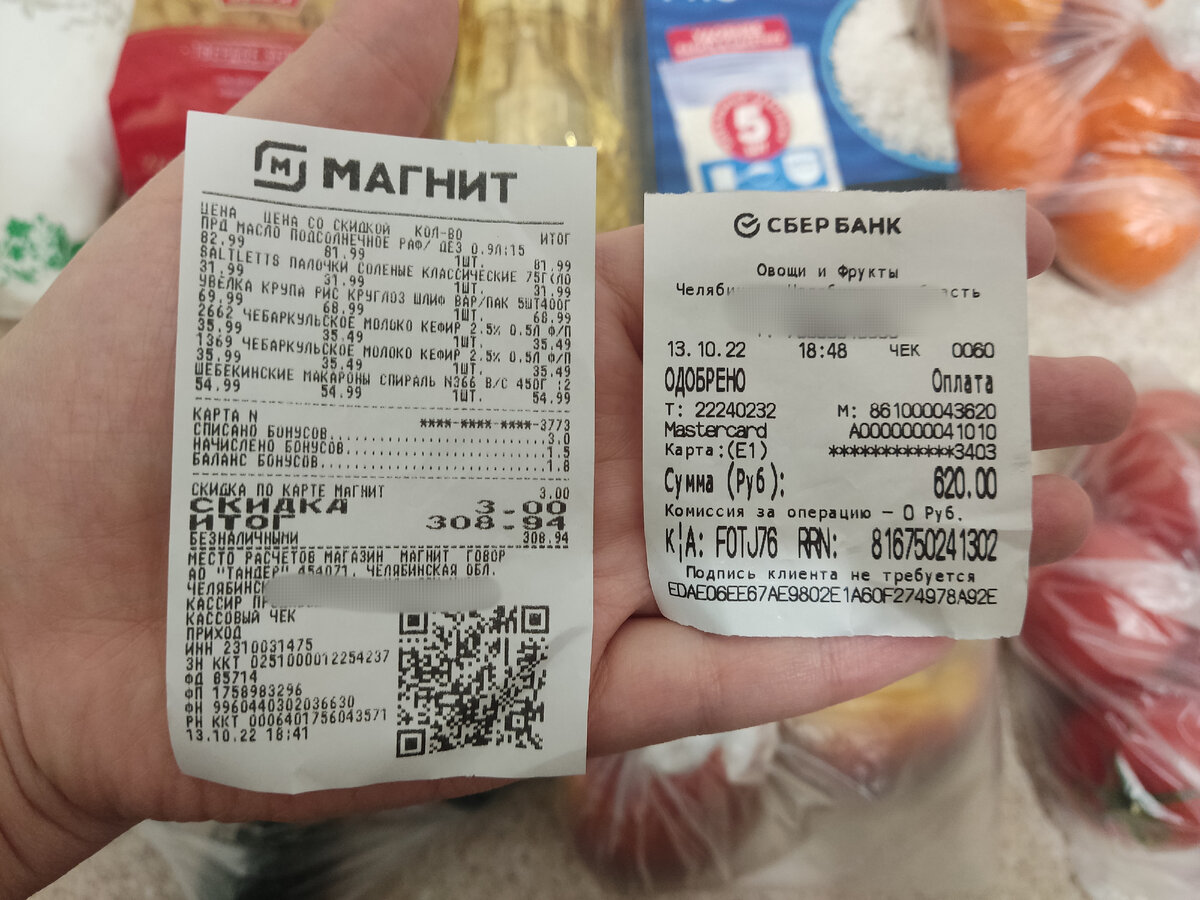 МАГНИТ
ЦЕНА ЦЕНА СО СКИДКОЙ КОЛ-ВО ИТОГ
ПРД МАСЛО ПОДСОЛНЕЧНОЕ РАФ/ ДЕЗ 0.9Л:15
82.99 81.99 1ШТ. 81.99
SALTLETTS ПАЛОЧКИ СОЛЕНЫЕ КЛАССИЧЕСКИЕ 75Г(ЛО
31.99 31.99 1ШТ. 31.99
УВЕЛКА КРУПА РИС КРУГЛОЗ ШЛИФ ВАР/ПАК 5ШТ400Г
69.99 68.99 1ШТ. 68.99
2662 ЧЕБАРКУЛЬСКОЕ МОЛОКО КЕФИР 2.5% 0.5Л Ф/П
35.99 35.49 1ШТ. 35.49
1369 ЧЕБАРКУЛЬСКОЕ МОЛОКО КЕФИР 2.5% 0.5Л Ф/П
35.99 35.49 1ШТ. 35.49
ШЕБЕКИНСКИЕ МАКАРОНЫ СПИРАЛЬ N366 В/С 450Г :2
54.99 54.99 1ШТ. 54.99
КАРТА N ****-****-****-3773
СПИСАНО БОНУСОВ 3.0
НАЧИСЛЕНО БОНУСОВ 1.5
БАЛАНС БОНУСОВ 1.8
СКИДКА ПО КАРТЕ МАГНИТ 3.00
СКИДКА 3.00
ИТОГ 308.94
БЕЗНАЛИЧНЫМИ 308.94
МЕСТО РАСЧЕТОВ МАГАЗИН МАГНИТ ГОВОР
АО "ТАНДЕР" 454071, ЧЕЛЯБИНСКАЯ ОБЛ.
ЧЕЛЯБИНСК
КАССИР
КАССОВЫЙ ЧЕК
ПРИХОД
ИНН 2310031475
ЗН ККТ 0251000012254237
ФД 85714
ФП 1758983296
ФН 9960440302036630
РН ККТ 0006401756043571
13.10.22 18:41
СБЕР БАНК
Овощи и Фрукты
13.10.22 18:48 ЧЕК 0060
ОДОБРЕНО Оплата
Т: 22240232 М: 861000043620
Mastercard A0000000041010
Карта:(E1) ************3403
Сумма (Руб): 620.00
Комиссия за операцию – 0 Руб.
К|А: F0TJ76 RRN: 816750241302
Подпись клиента не требуется
EDAE06EE67AE9802E1A60F274978A92E
5